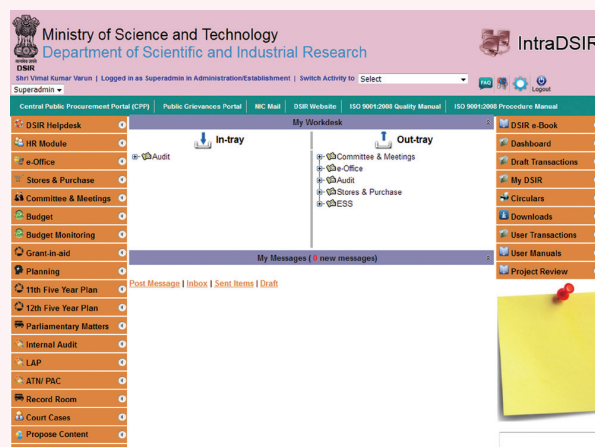 Ministry of Science and Technology
Department of Scientific and Industrial Research
DSIR
IntraDSIR
Shri Vimal Kumar Varun | Logged in as Superadmin in Administration/Establishment | Switch Activity to Select
FAQ
Logout
Superadmin
Central Public Procurement Portal (CPP) | Public Grievances Portal | NIC Mail | DSIR Website | ISO 9001:2008 Quality Manual | ISO 9001:2008 Procedure Manual
DSIR Helpdesk
HR Module
e-Office
Stores & Purchase
Committee & Meetings
Budget
Budget Monitoring
Grant-in-aid
Planning
11th Five Year Plan
12th Five Year Plan
Parliamentary Matters
Internal Audit
LAP
ATN/ PAC
Record Room
Court Cases
Propose Content
My Workdesk
In-tray
Audit
Out-tray
Committee & Meetings
e-Office
Audit
Stores & Purchase
ESS
My Messages ( 0 new messages)
Post Message | Inbox | Sent Items | Draft
DSIR e-Book
Dashboard
Draft Transactions
My DSIR
Circulars
Downloads
User Transactions
User Manuals
Project Review